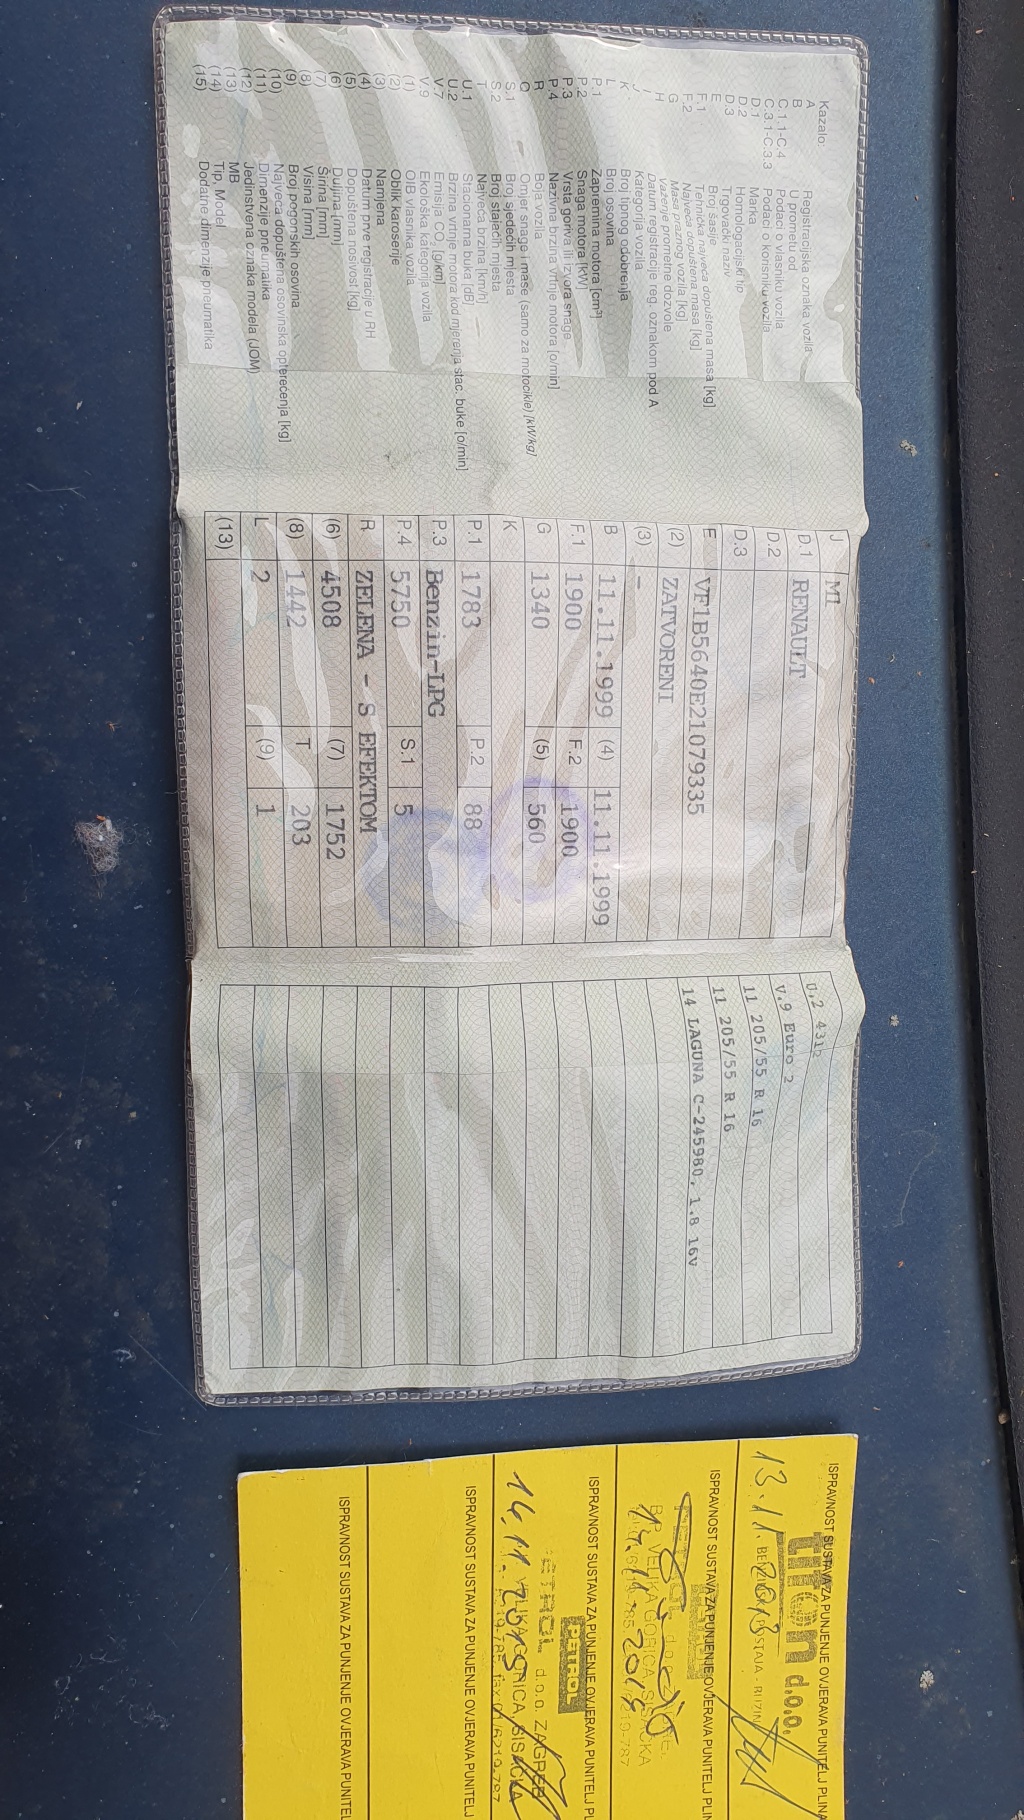 Kazalo:
A Registracijska oznaka vozila
B U prometu od
C.1.1-C.4 Podaci o vlasniku vozila
C.3.1-C.3.3 Podaci o korisniku vozila
D.1 Marka
D.2 Homologacijski tip
D.3 Trgovački naziv
E Broj šasije
F.1 Tehnička najveća dopuštena masa [kg]
F.2 Najveća dopuštena masa [kg]
G Masa praznog vozila [kg]
H Važenje prometne dozvole
I Datum registracije reg. oznakom pod A
J Kategorija vozila
K Broj tipnog odobrenja
L Broj osovina
P.1 Zapremina motora [cm³]
P.2 Snaga motora [kW]
P.3 Vrsta goriva ili izvora snage
P.4 Nazivna brzina vrtnje motora [o/min]
R Boja vozila
Q Omjer snage i mase (samo za motocikle) [kW/kg]
S.1 Broj sjedećih mjesta
S.2 Broj stajaćih mjesta
T Najveća brzina [km/h]
U.1 Stacionarna buka [dB]
U.2 Brzina vrtnje motora kod mjerenja stac. buke [o/min]
V.7 Emisija CO₂ [g/km]
V.9 Ekološka kategorija vozila
(1) OIB vlasnika vozila
(2) Oblik karoserije
(3) Namjena
(4) Datum prve registracije u RH
(5) Dopuštena nosivost [kg]
(6) Duljina [mm]
(7) Širina [mm]
(8) Visina [mm]
(9) Broj pogonskih osovina
(10) Najveća dopuštena osovinska opterećenja [kg]
(11) Dimenzije pneumatika
(12) Jedinstvena oznaka modela (JOM)
(13) MB
(14) Tip, Model
(15) Dodatne dimenzije pneumatika
J M1
D.1 RENAULT
D.2
D.3
E VF1B5640E21079335
(2) ZATVORENI
(3) -
B 11.11.1999 (4) 11.11.1999
F.1 1900 F.2 1900
G 1340 (5) 560
K
P.1 1783 P.2 88
P.3 Benzin-LPG
P.4 5750 S.1 5
R ZELENA - S EFEKTOM
(6) 4508 (7) 1752
(8) 1442 T 203
L 2 (9) 1
(13)
U.2 4312
V.9 Euro 2
11 205/55 R 16
11 205/55 R 16
14 LAGUNA C-245980, 1.8 16V
ISPRAVNOST SUSTAVA ZA PUNJENJE OVJERAVA PUNITELJ PLINA
d.o.o.
ISPRAVNOST SUSTAVA ZA PUNJENJE OVJERAVA PUNITELJ PLIN
VELIKA GORICA, SISAČKA
ISPRAVNOST SUSTAVA ZA PUNJENJE OVJERAVA PUNITELJ PL
PETROL
PETROL d.o.o. ZAGREB
VELIKA GORICA, SISAČKA
ISPRAVNOST SUSTAVA ZA PUNJENJE OVJERAVA PUNITELJ
ISPRAVNOST SUSTAVA ZA PUNJENJE OVJERAVA PUNITEL